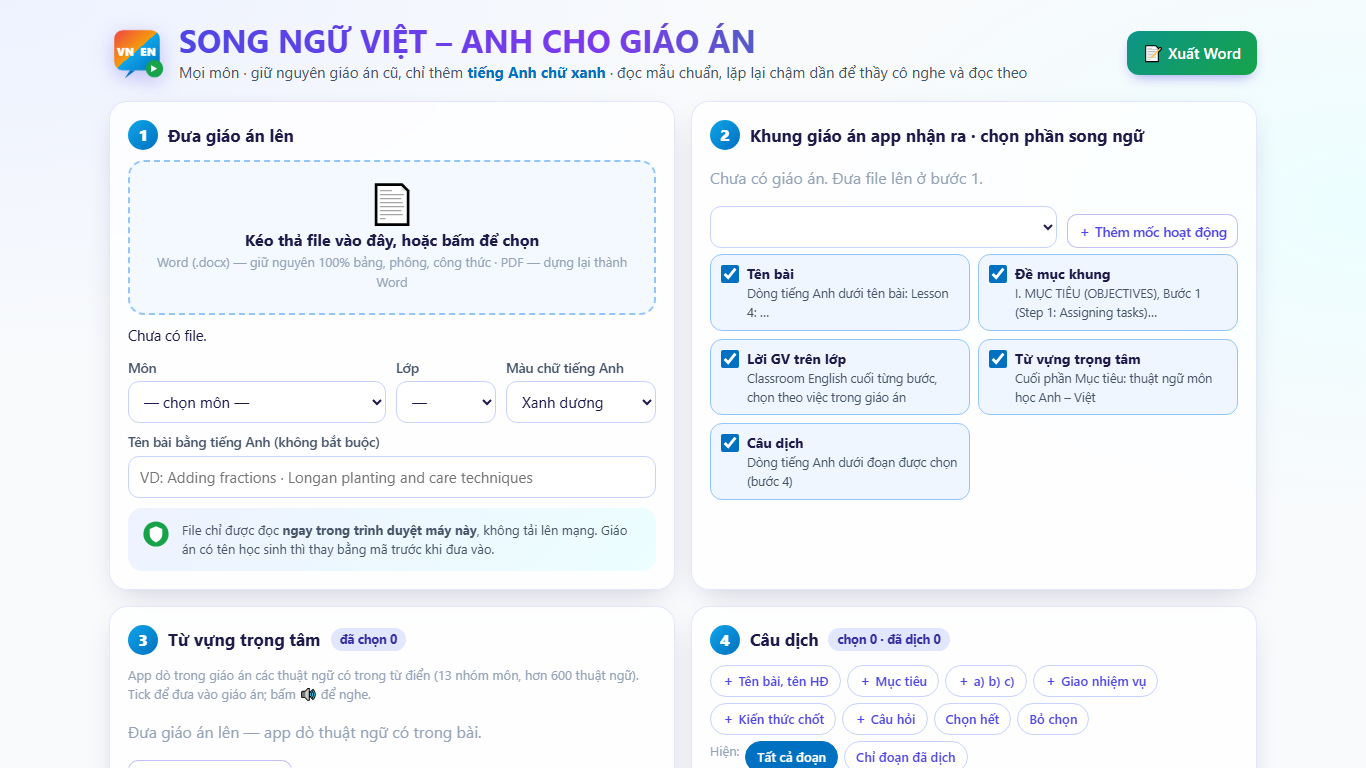 VN EN
SONG NGỮ VIỆT – ANH CHO GIÁO ÁN
Mọi môn · giữ nguyên giáo án cũ, chỉ thêm tiếng Anh chữ xanh · đọc mẫu chuẩn, lặp lại chậm dần để thầy cô nghe và đọc theo
Xuất Word
1 Đưa giáo án lên
Kéo thả file vào đây, hoặc bấm để chọn
Word (.docx) — giữ nguyên 100% bảng, phông, công thức · PDF — dựng lại thành
Word
Chưa có file.
Môn Lớp Màu chữ tiếng Anh
— chọn môn — — Xanh dương
Tên bài bằng tiếng Anh (không bắt buộc)
VD: Adding fractions · Longan planting and care techniques
File chỉ được đọc ngay trong trình duyệt máy này, không tải lên mạng. Giáo
án có tên học sinh thì thay bằng mã trước khi đưa vào.
2 Khung giáo án app nhận ra · chọn phần song ngữ
Chưa có giáo án. Đưa file lên ở bước 1.
+ Thêm mốc hoạt động
Tên bài
Dòng tiếng Anh dưới tên bài: Lesson
4: ...
Đề mục khung
I. MỤC TIÊU (OBJECTIVES), Bước 1
(Step 1: Assigning tasks)...
Lời GV trên lớp
Classroom English cuối từng bước,
chọn theo việc trong giáo án
Từ vựng trọng tâm
Cuối phần Mục tiêu: thuật ngữ môn
học Anh – Việt
Câu dịch
Dòng tiếng Anh dưới đoạn được chọn
(bước 4)
3 Từ vựng trọng tâm đã chọn 0
App dò trong giáo án các thuật ngữ có trong từ điển (13 nhóm môn, hơn 600 thuật ngữ).
Tick để đưa vào giáo án; bấm 🔊 để nghe.
Đưa giáo án lên — app dò thuật ngữ có trong bài.
4 Câu dịch chọn 0 · đã dịch 0
+ Tên bài, tên HĐ + Mục tiêu + a) b) c) + Giao nhiệm vụ
+ Kiến thức chốt + Câu hỏi Chọn hết Bỏ chọn
Hiện: Tất cả đoạn Chỉ đoạn đã dịch